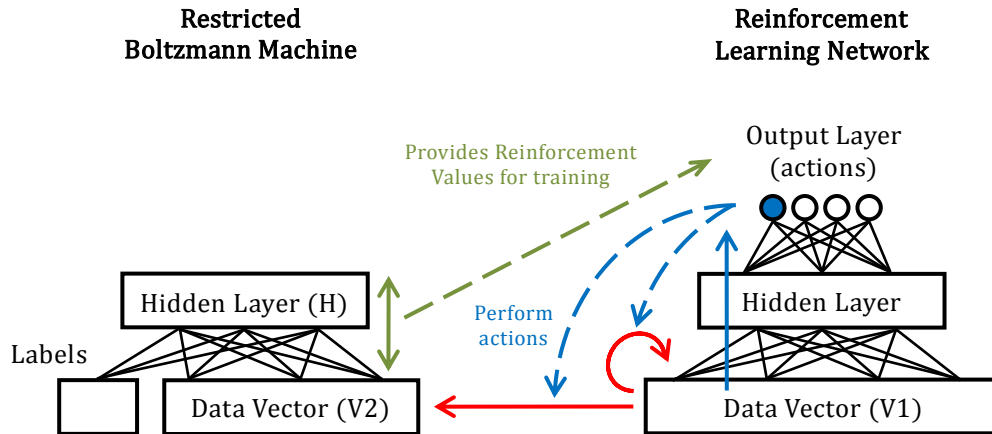 Restricted
Boltzmann Machine
Reinforcement
Learning Network
Output Layer
(actions)
Provides Reinforcement
Values for training
Hidden Layer (H)
Hidden Layer
Perform
actions
Labels
Data Vector (V2)
Data Vector (V1)